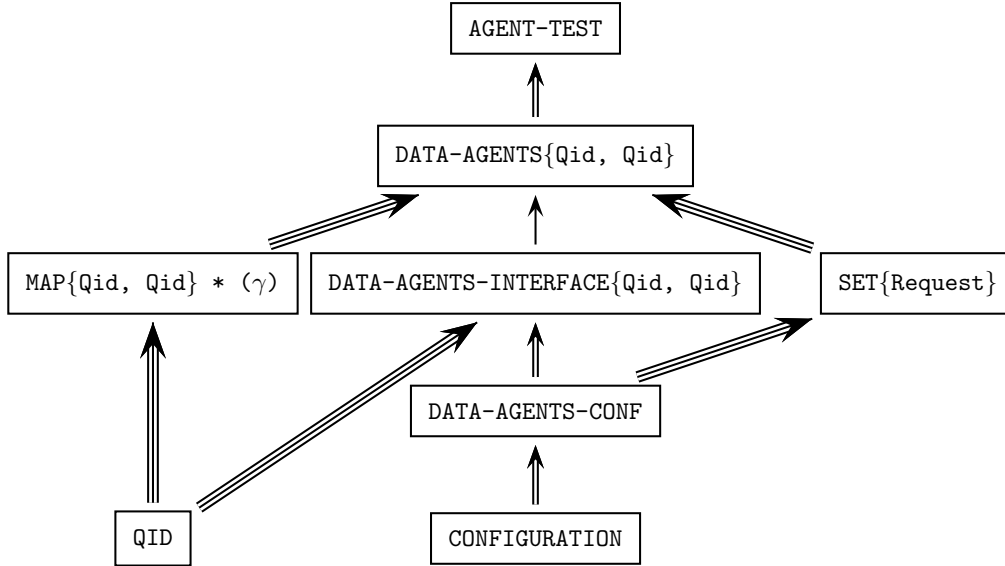 AGENT-TEST
DATA-AGENTS{Qid, Qid}
MAP{Qid, Qid} * (γ)
DATA-AGENTS-INTERFACE{Qid, Qid}
SET{Request}
DATA-AGENTS-CONF
QID
CONFIGURATION